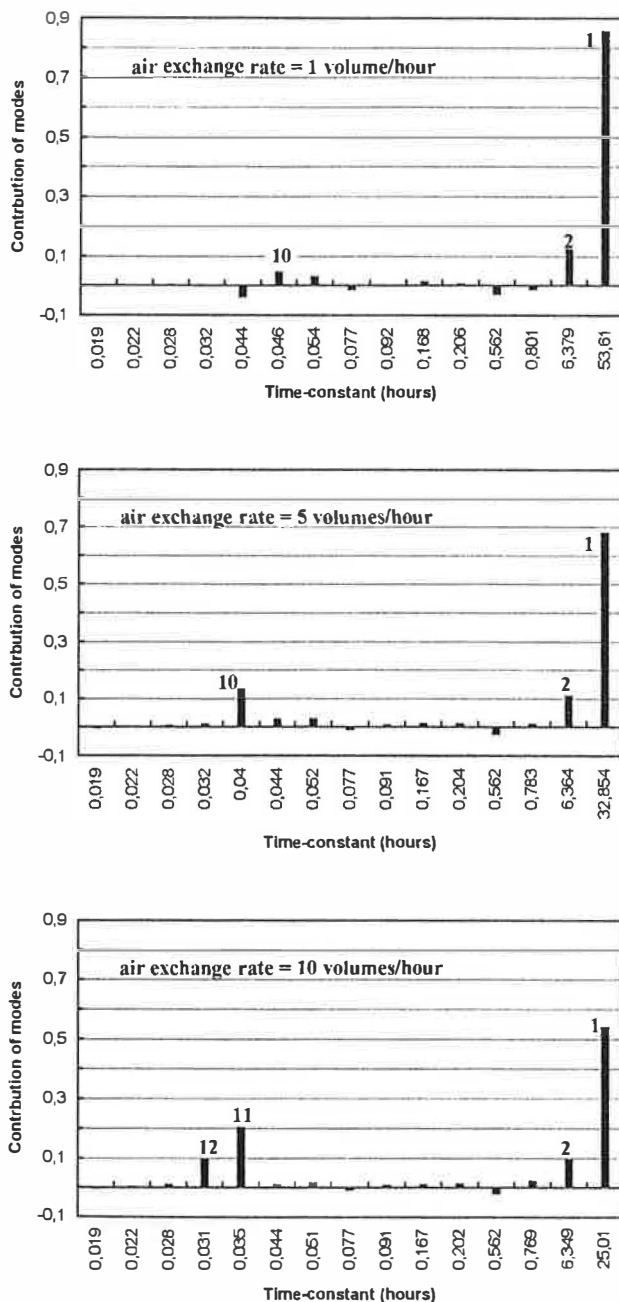 0,9
1
air exchange rate = 1 volume/hour
0,7
0,5
0,3
2
0,1
10
-0,1
Contrbution of modes
0,019 0,022 0,028 0,032 0,044 0,046 0,054 0,077 0,092 0,168 0,206 0,562 0,801 6,379 53,61
Time-constant (hours)
0,9
air exchange rate = 5 volumes/hour
0,7
1
0,5
0,3
10
2
0,1
-0,1
Contrbution of modes
0,019 0,022 0,028 0,032 0,04 0,044 0,052 0,077 0,091 0,167 0,204 0,562 0,783 6,364 32,854
Time-constant (hours)
0,9
air exchange rate = 10 volumes/hour
0,7
0,5
1
0,3
11
12
2
0,1
-0,1
Contrbution of modes
0,019 0,022 0,028 0,031 0,035 0,044 0,051 0,077 0,091 0,167 0,202 0,562 0,769 6,349 25,01
Time-constant (hours)